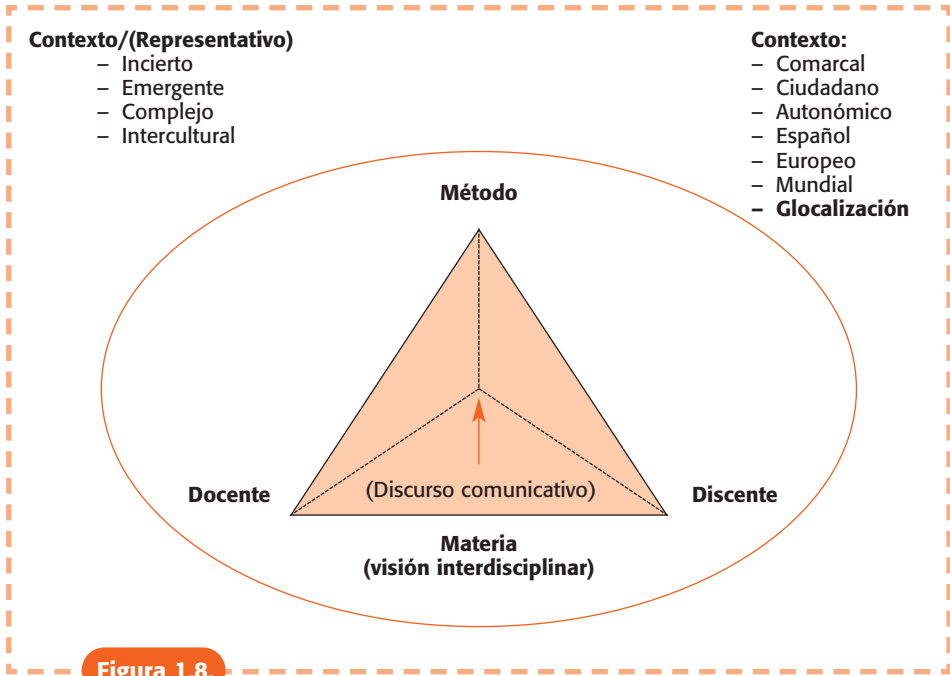 Contexto/(Representativo)
– Incierto
– Emergente
– Complejo
– Intercultural
Contexto:
– Comarcal
– Ciudadano
– Autonómico
– Español
– Europeo
– Mundial
– Glocalización
Método
Docente
(Discurso comunicativo)
Discente
Materia
(visión interdisciplinar)
Figura 1.8.